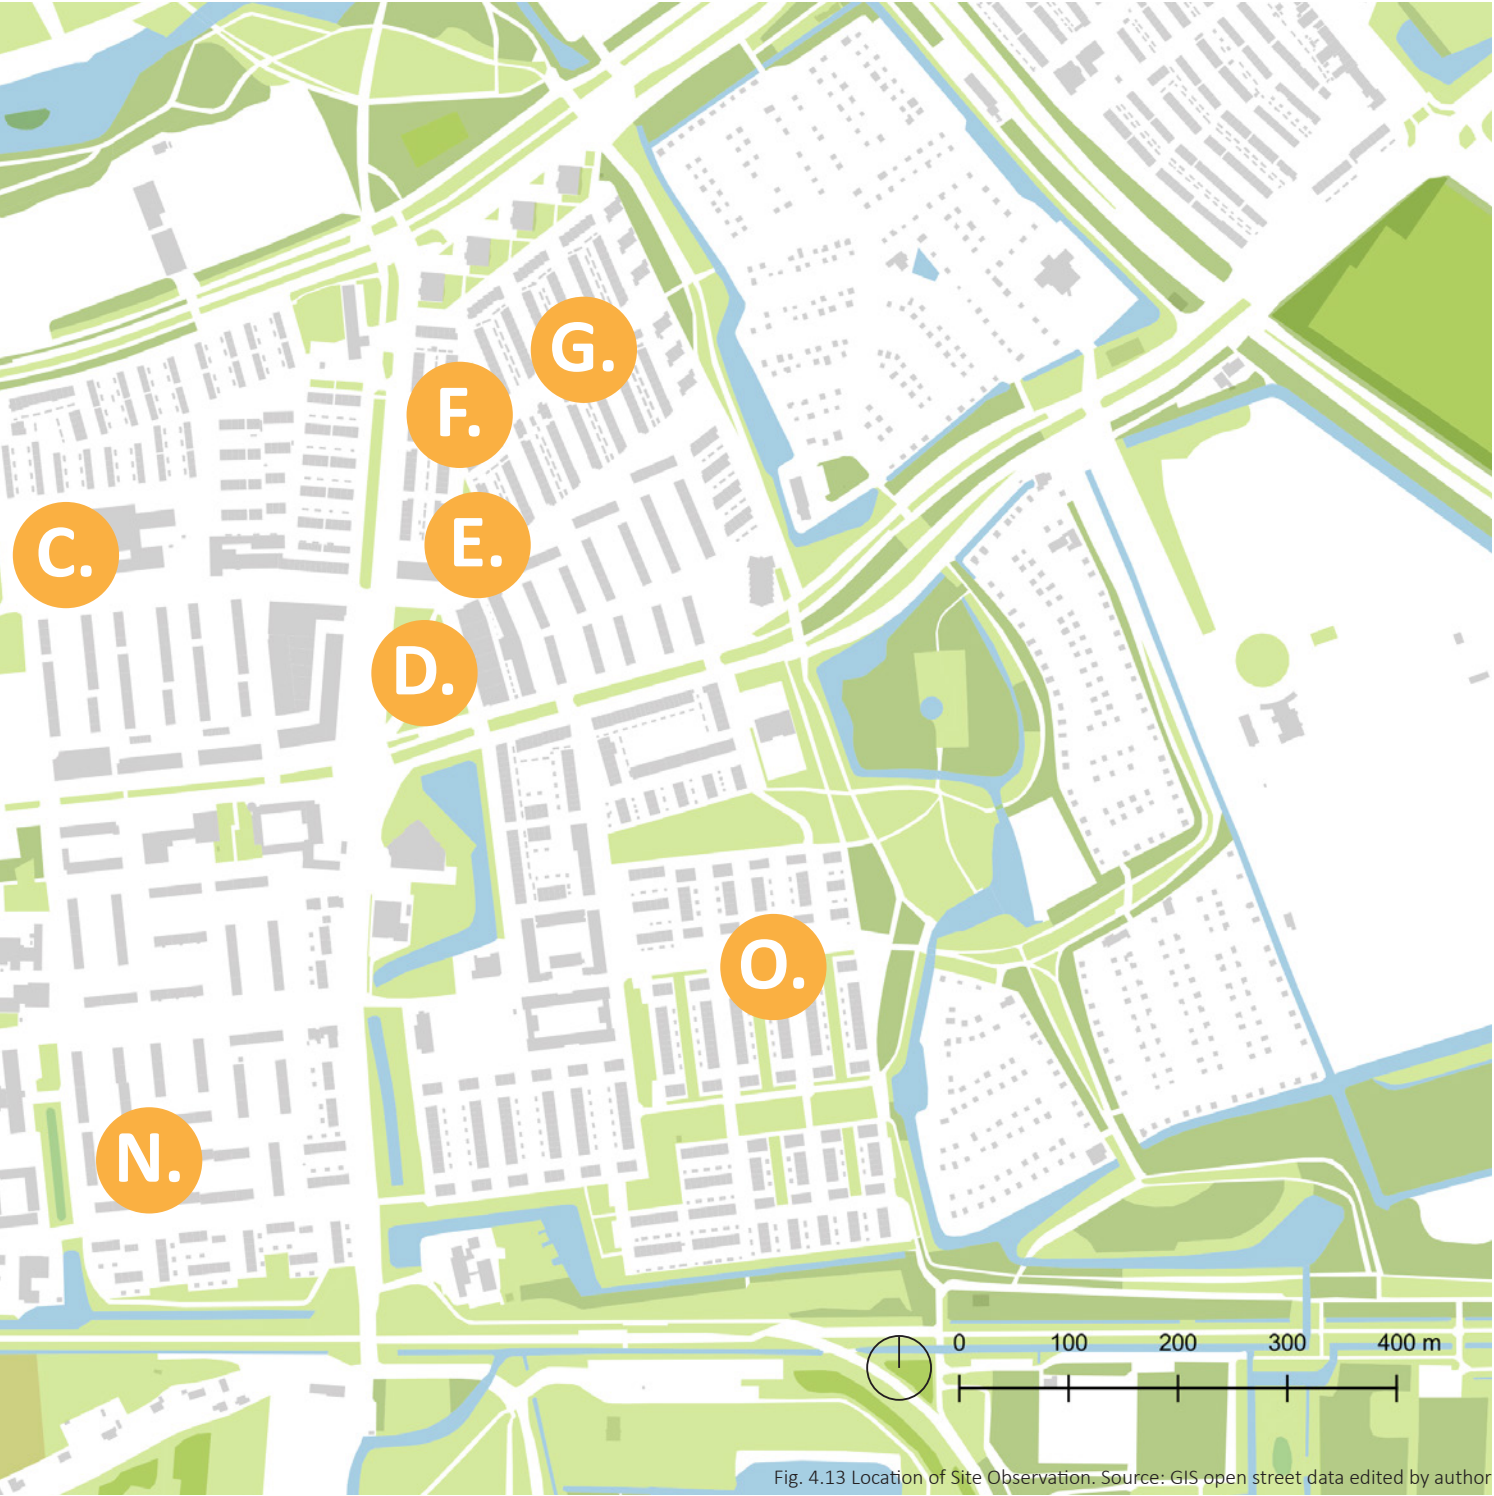 G.
F.
E.
C.
D.
O.
N.
0 100 200 300 400 m
Fig. 4.13 Location of Site Observation. Source: GIS open street data edited by author